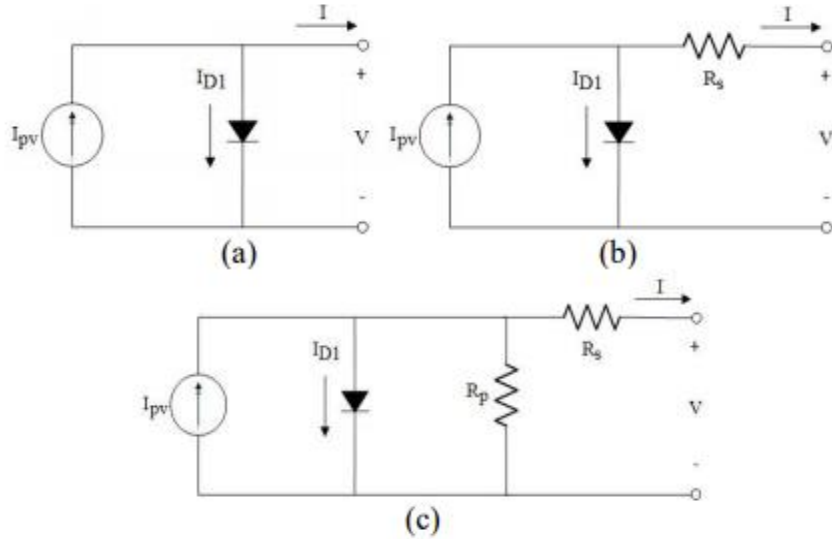 I
I_D1
I_pv
+
V
-
(a)
I
R_s
I_D1
I_pv
+
V
-
(b)
I
R_s
I_D1
I_pv
R_p
+
V
-
(c)